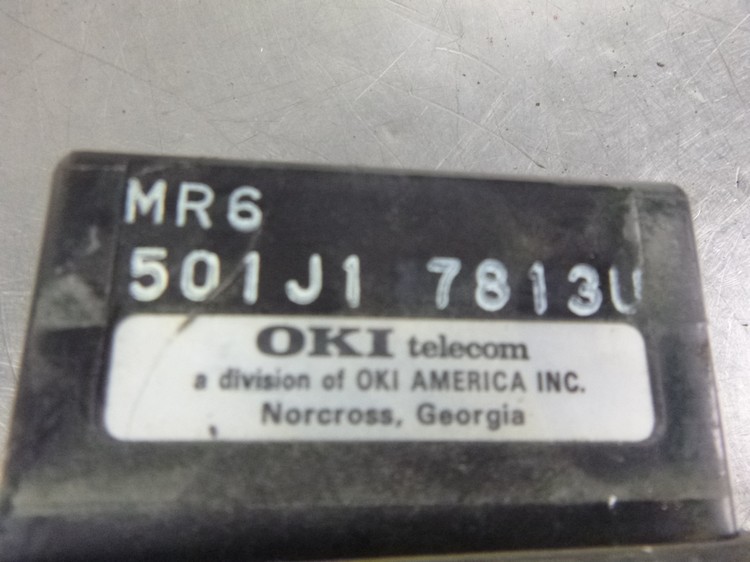 MR6
501J1 7813U
OKI telecom
a division of OKI AMERICA INC.
Norcross, Georgia